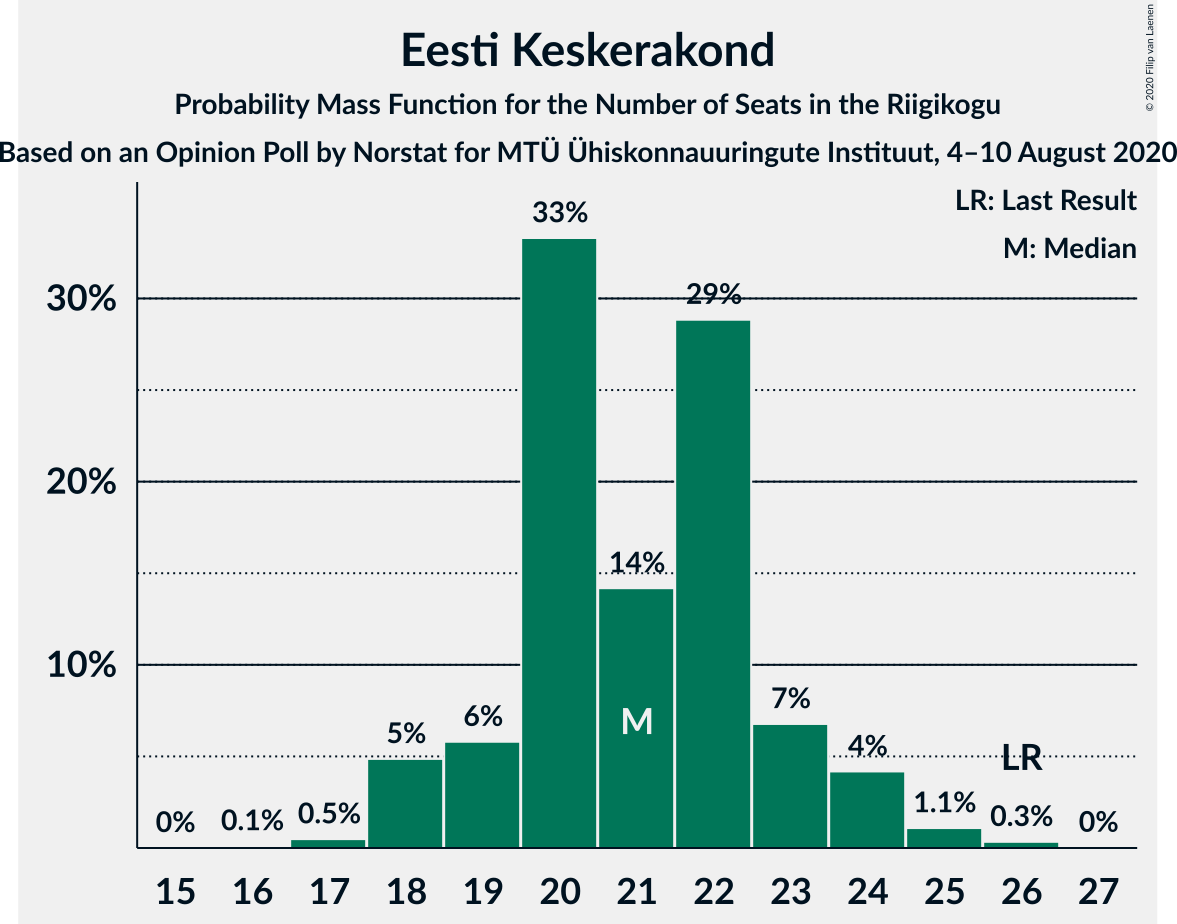 Eesti Keskerakond
Probability Mass Function for the Number of Seats in the Riigikogu
Based on an Opinion Poll by Norstat for MTÜ Ühiskonnauuringute Instituut, 4–10 August 2020
© 2020 Filip van Laenen
LR: Last Result
M: Median
33%
30%
29%
20%
14%
10%
7%
M
6%
5%
4%
LR
1.1%
0.5%
0.3%
0%
0.1%
0%
15 16 17 18 19 20 21 22 23 24 25 26 27